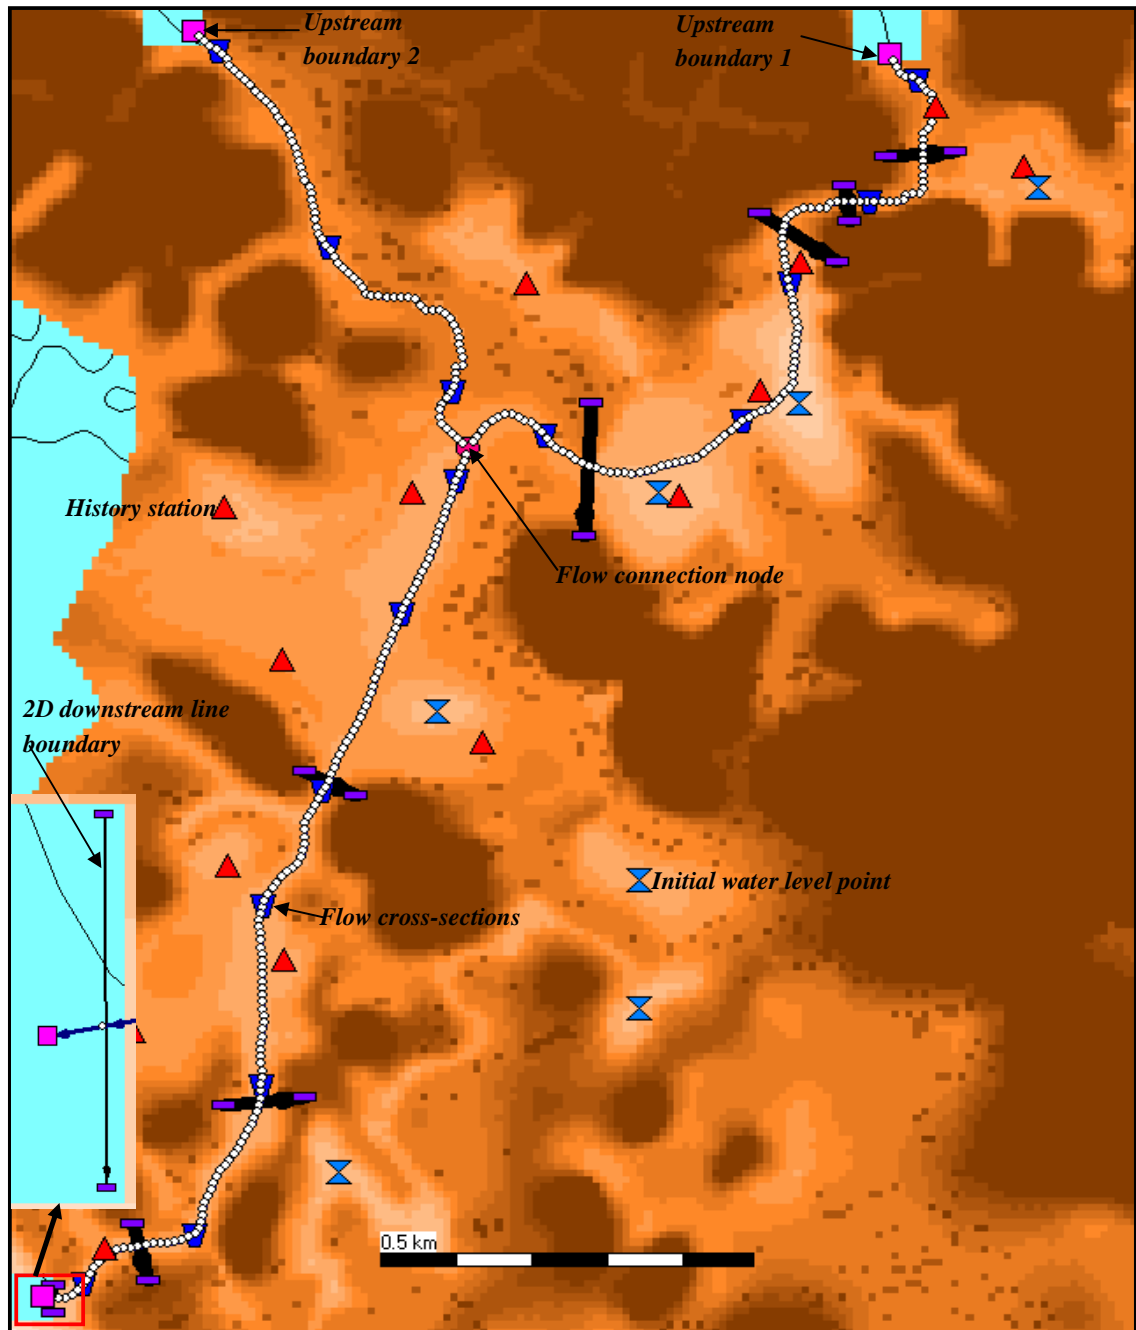 Upstream
boundary 2
Upstream
boundary 1
History station
Flow connection node
2D downstream line
boundary
Initial water level point
Flow cross-sections
0.5 km